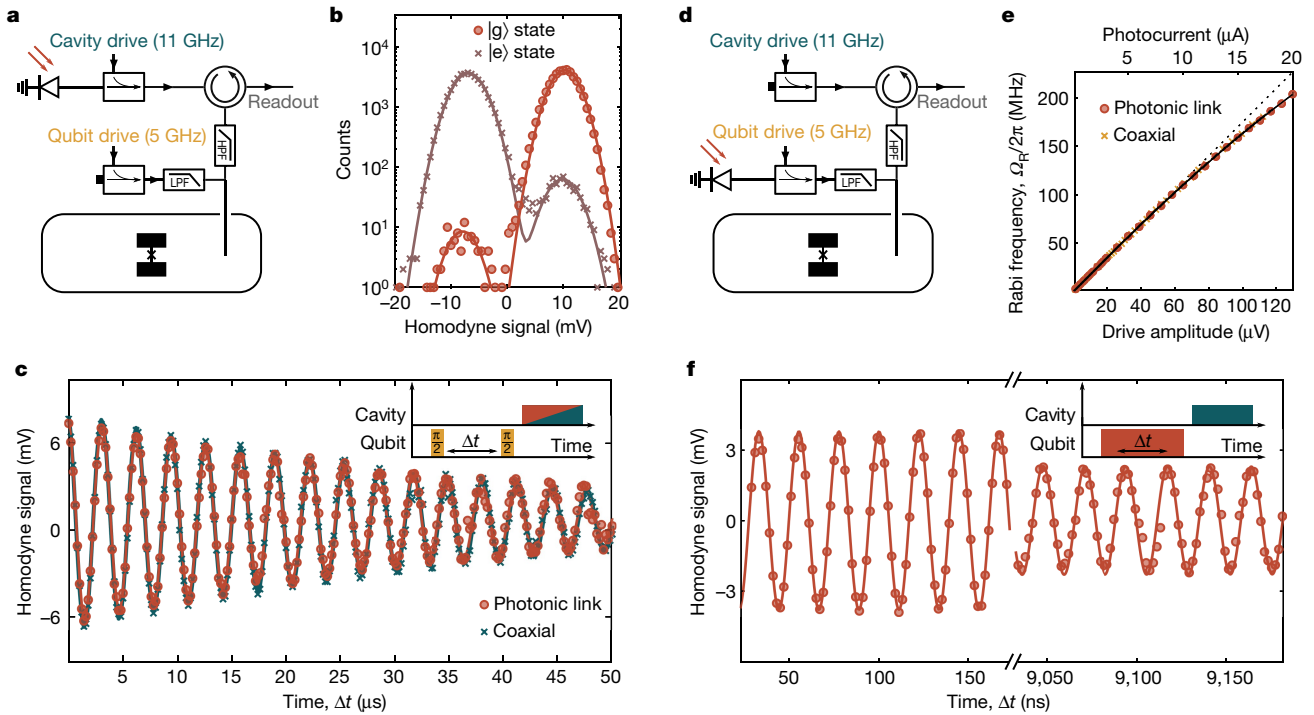 a
Cavity drive (11 GHz)
Readout
Qubit drive (5 GHz)
HPF
LPF
b
|g⟩ state
|e⟩ state
10⁴
10³
10²
10¹
10⁰
Counts
−20 −10 0 10 20
Homodyne signal (mV)
d
Cavity drive (11 GHz)
Readout
Qubit drive (5 GHz)
HPF
LPF
e
Photocurrent (μA)
5 10 15 20
200
150
100
50
Rabi frequency, Ω_R/2π (MHz)
Photonic link
Coaxial
20 40 60 80 100 120
Drive amplitude (μV)
c
6
3
0
−6
Homodyne signal (mV)
Cavity
Qubit
π/2
Δt
π/2
Time
Photonic link
Coaxial
5 10 15 20 25 30 35 40 45 50
Time, Δt (μs)
f
3
0
−3
Homodyne signal (mV)
Cavity
Qubit
Δt
Time
50 100 150 9,050 9,100 9,150
Time, Δt (ns)